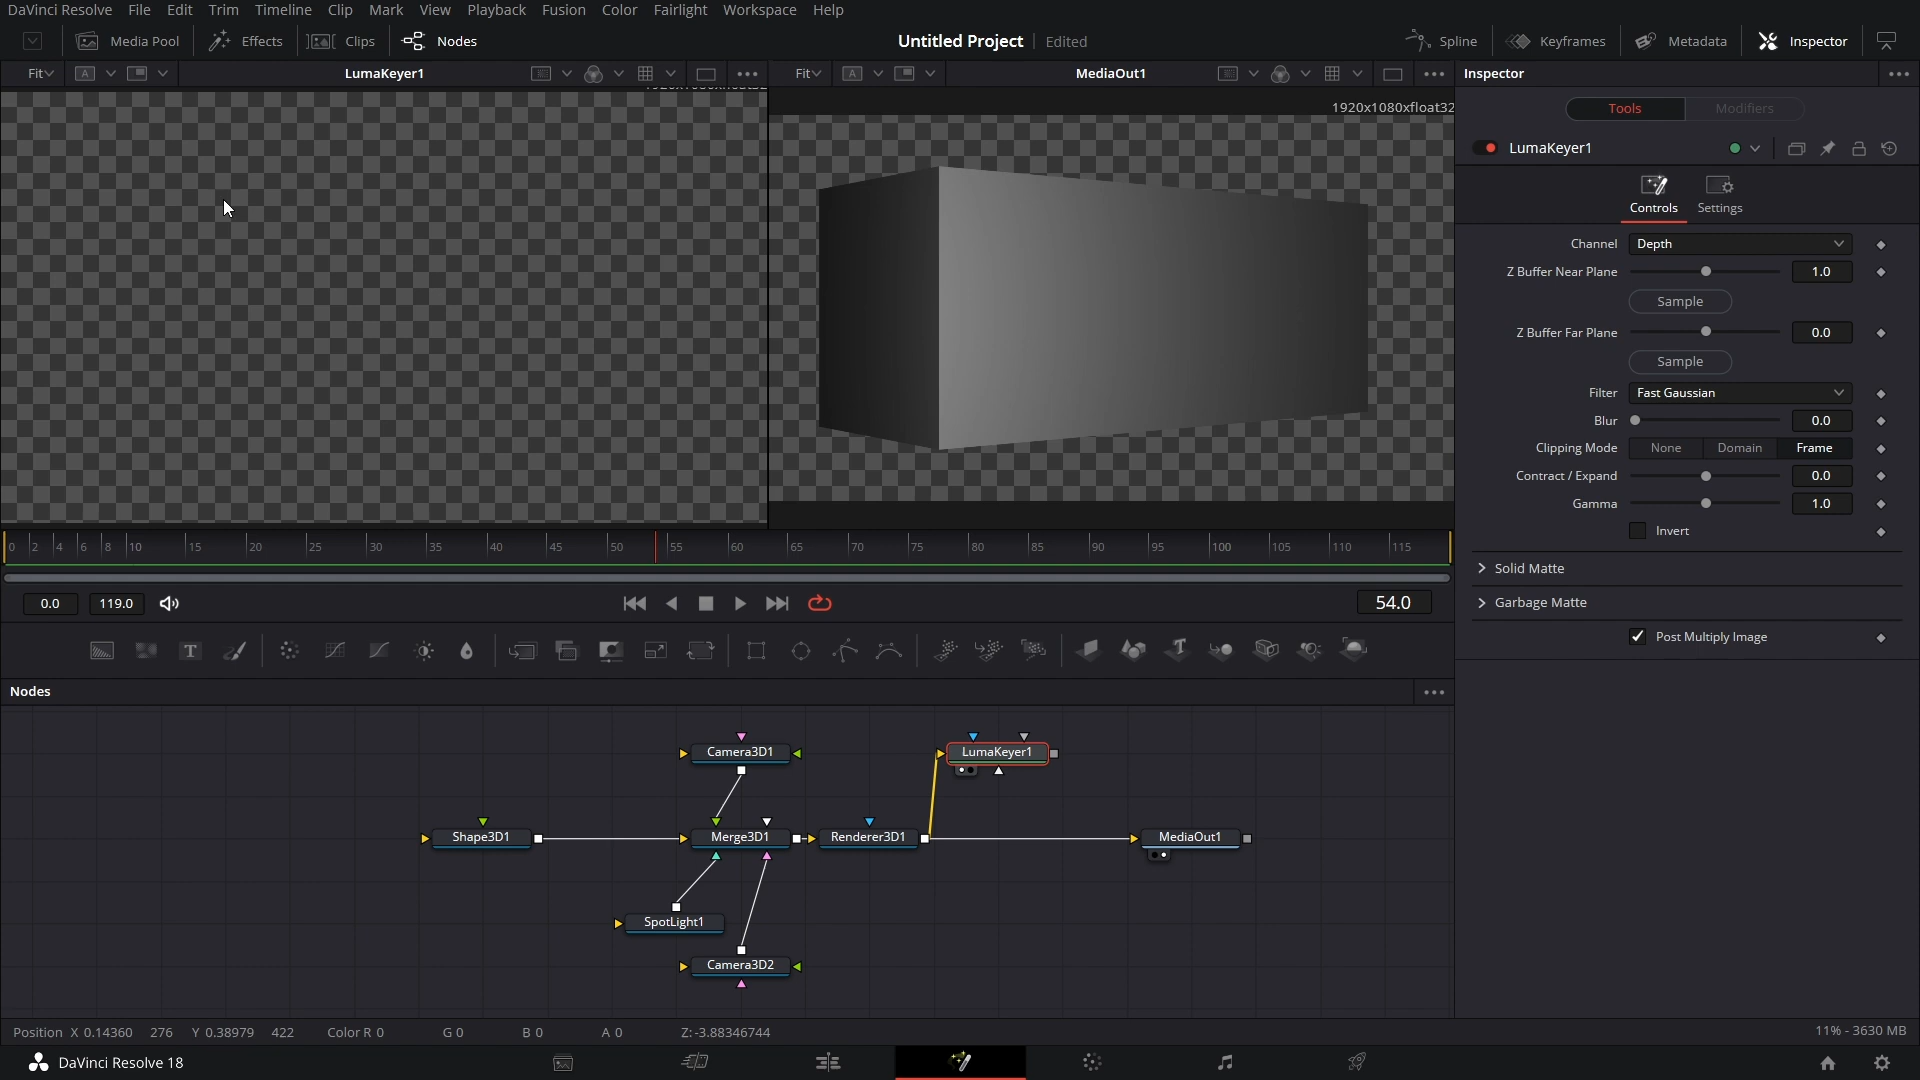 DaVinci Resolve File Edit Trim Timeline Clip Mark View Playback Fusion Color Fairlight Workspace Help
Media Pool Effects Clips Nodes Untitled Project Edited Spline Keyframes Metadata Inspector
Fit A LumaKeyer1 Fit A MediaOut1 Inspector
1920x1080xfloat32
Tools Modifiers
LumaKeyer1
Controls Settings
Channel Depth
Z Buffer Near Plane 1.0
Sample
Z Buffer Far Plane 0.0
Sample
Filter Fast Gaussian
Blur 0.0
Clipping Mode None Domain Frame
Contract / Expand 0.0
Gamma 1.0
Invert
Solid Matte
Garbage Matte
Post Multiply Image
0 2 4 6 8 10 15 20 25 30 35 40 45 50 55 60 65 70 75 80 85 90 95 100 105 110 115
0.0 119.0 54.0
T T
Nodes
Camera3D1 LumaKeyer1
Shape3D1 Merge3D1 Renderer3D1 MediaOut1
SpotLight1
Camera3D2
Position X 0.14360 276 Y 0.38979 422 Color R 0 G 0 B 0 A 0 Z: -3.88346744 11% - 3630 MB
DaVinci Resolve 18